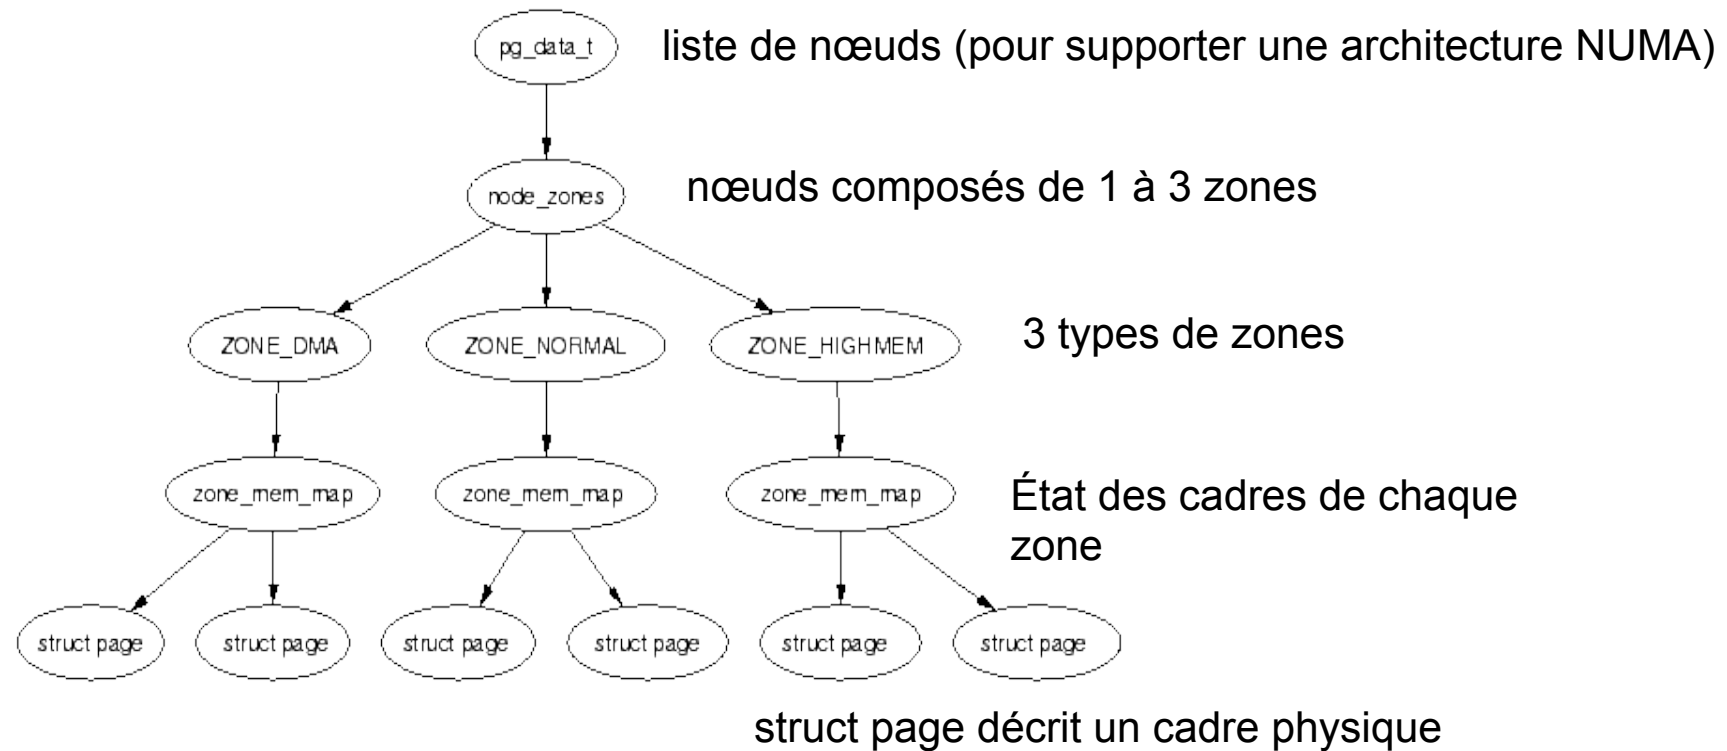 pg_data_t
liste de nœuds (pour supporter une architecture NUMA)
node_zones
nœuds composés de 1 à 3 zones
ZONE_DMA
ZONE_NORMAL
ZONE_HIGHMEM
3 types de zones
zone_mem_map
zone_mem_map
zone_mem_map
État des cadres de chaque
zone
struct page
struct page
struct page
struct page
struct page
struct page
struct page décrit un cadre physique